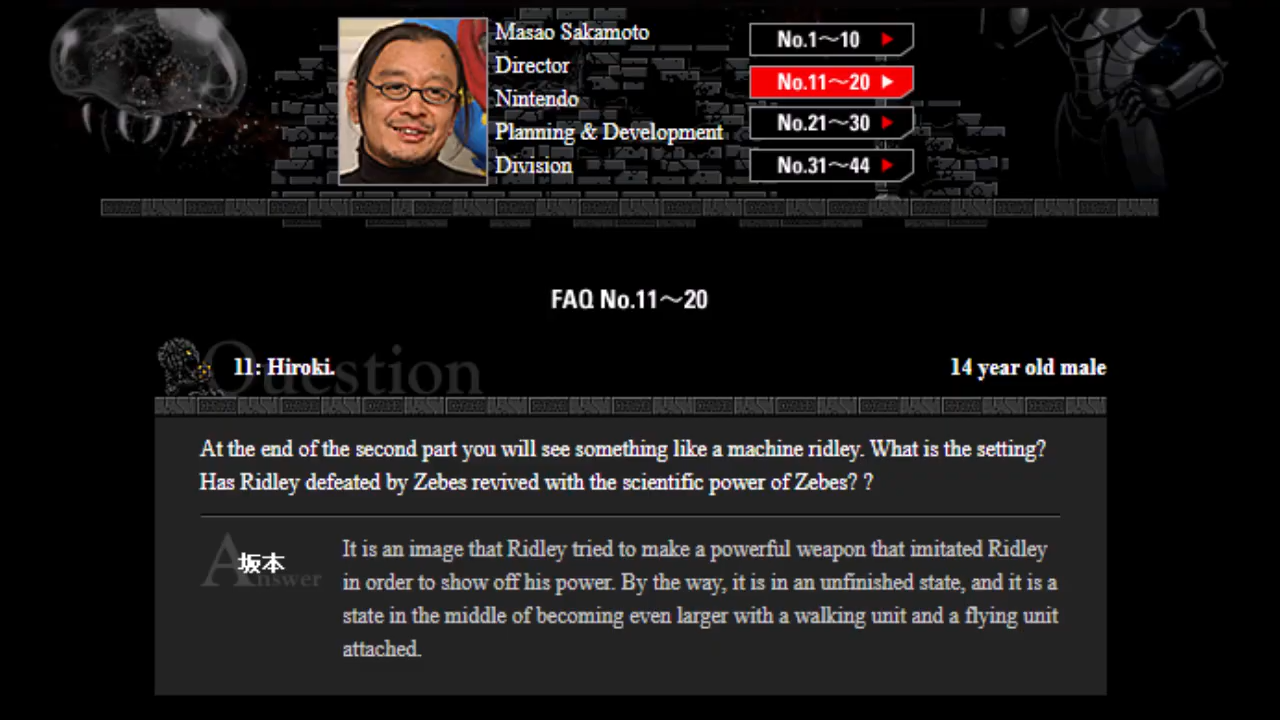 Masao Sakamoto
Director
Nintendo
Planning & Development
Division
No.1～10
No.11～20
No.21～30
No.31～44
FAQ No.11～20
Question
11: Hiroki.
14 year old male
At the end of the second part you will see something like a machine ridley. What is the setting?
Has Ridley defeated by Zebes revived with the scientific power of Zebes? ?
Answer
坂本
It is an image that Ridley tried to make a powerful weapon that imitated Ridley
in order to show off his power. By the way, it is in an unfinished state, and it is a
state in the middle of becoming even larger with a walking unit and a flying unit
attached.